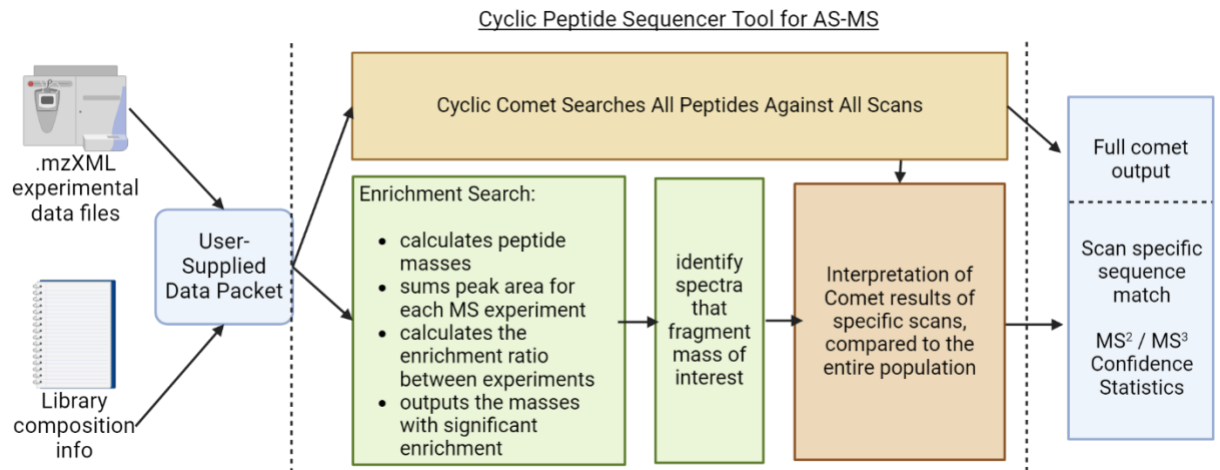 Cyclic Peptide Sequencer Tool for AS-MS
.mzXML
experimental
data files
Library
composition
info
User-
Supplied
Data Packet
Cyclic Comet Searches All Peptides Against All Scans
Enrichment Search:
• calculates peptide
masses
• sums peak area for
each MS experiment
• calculates the
enrichment ratio
between experiments
• outputs the masses
with significant
enrichment
identify
spectra
that
fragment
mass of
interest
Interpretation of
Comet results of
specific scans,
compared to the
entire population
Full comet
output
Scan specific
sequence
match
MS² / MS³
Confidence
Statistics